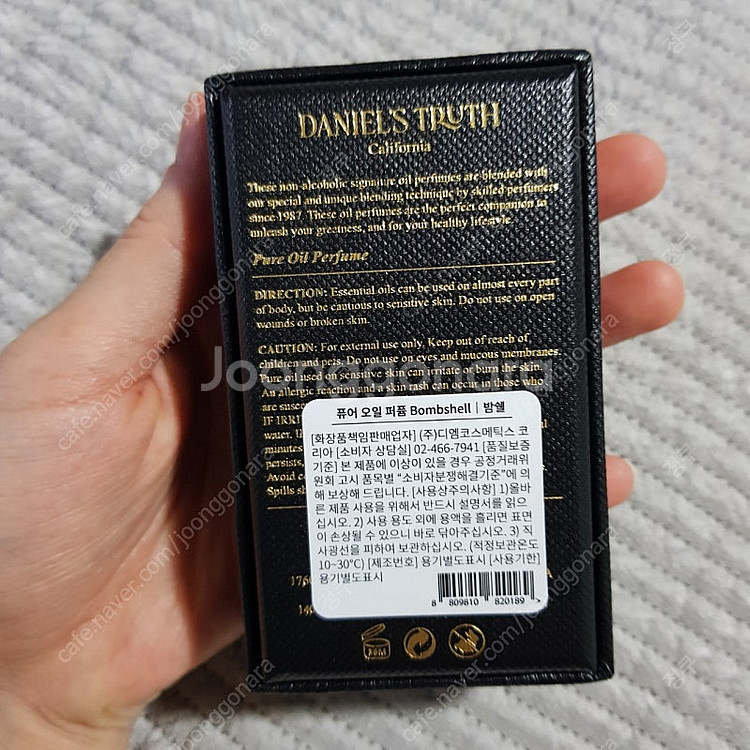 DANIEL'S TRUTH
California
These non-alcoholic signature oil perfumes are blended with
our special and unique blending technique by skilled perfumers
since 1987. These oil perfumes are the perfect companion to
unleash your greatness, and for your healthy lifestyle.
Pure Oil Perfume
DIRECTION: Essential oils can be used on almost every part
of body, but be cautious to sensitive skin. Do not use on open
wounds or broken skin.
CAUTION: For external use only. Keep out of reach of
children and pets. Do not use on eyes and mucous membranes.
Pure oil used on sensitive skin can irritate or burn the skin.
An allergic reaction and a skin rash can occur in those who
are
IF
water.
minutes
persists,
Avoid
Spills
퓨어 오일 퍼퓸 Bombshell | 밤쉘
[화장품책임판매업자] (주)디엠코스메틱스 코
리아 [소비자 상담실] 02-466-7941 [품질보증
기준] 본 제품에 이상이 있을 경우 공정거래위
원회 고시 품목별 “소비자분쟁해결기준”에 의
해 보상해 드립니다. [사용상주의사항] 1)올바
른 제품 사용을 위해서 반드시 설명서를 읽으
십시오. 2) 사용 용도 외에 용액을 흘리면 표면
이 손상될 수 있으니 바로 닦아주십시오. 3) 직
사광선을 피하여 보관하십시오. (적정보관온도
10~30°C) [제조번호] 용기별도표시 [사용기한]
용기별도표시
8 809810 820189 >
Joonggonara
cafe.naver.com/joonggonara